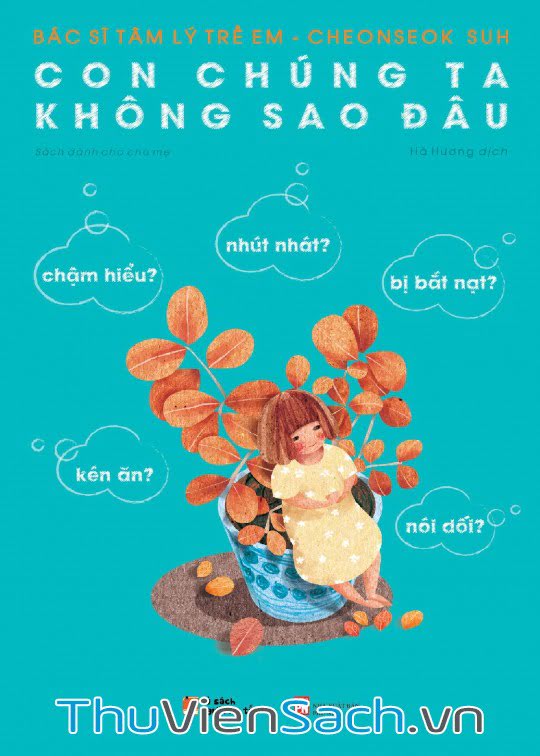 BÁC SĨ TÂM LÝ TRẺ EM - CHEONSEOK SUH
CON CHÚNG TA
KHÔNG SAO ĐÂU
Sách dành cho cha mẹ
Hà Hương dịch
nhút nhát?
chậm hiểu?
bị bắt nạt?
kén ăn?
nói dối?
sách
ThuVienSach.vn